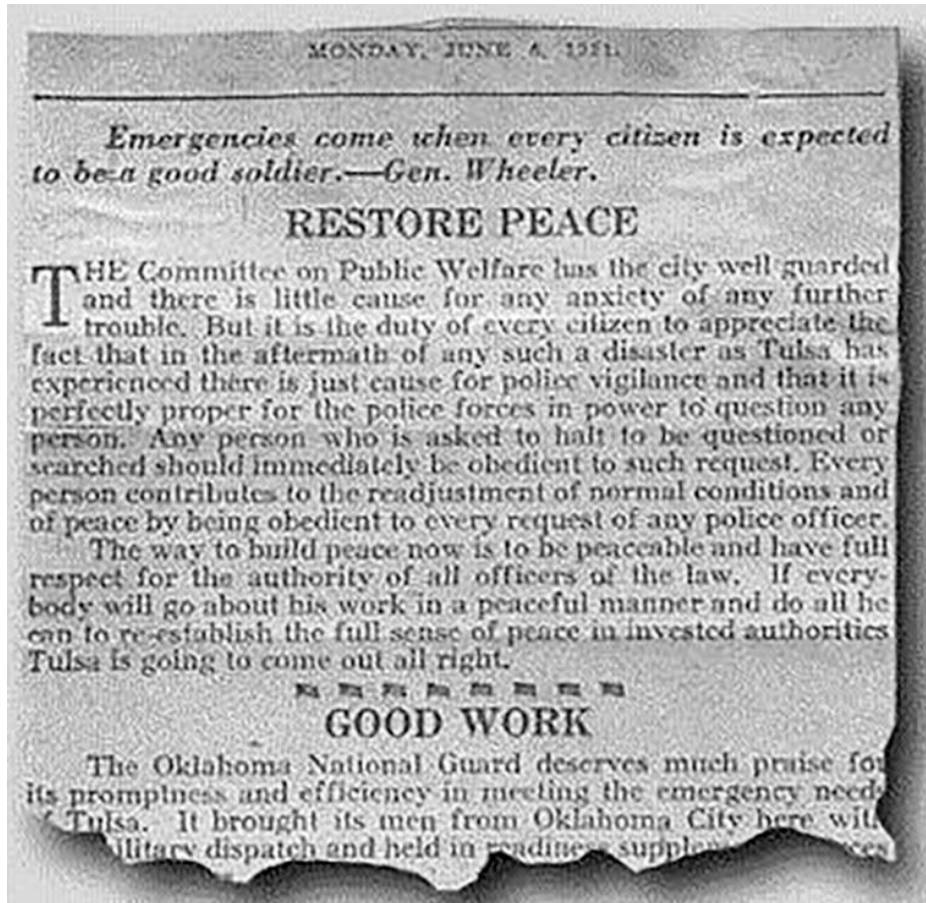 MONDAY, JUNE 6, 1921.
Emergencies come when every citizen is expected
to be a good soldier.—Gen. Wheeler.
RESTORE PEACE
THE Committee on Public Welfare has the city well guarded
and there is little cause for any anxiety of any further
trouble. But it is the duty of every citizen to appreciate the
fact that in the aftermath of any such a disaster as Tulsa has
experienced there is just cause for police vigilance and that it is
perfectly proper for the police forces in power to question any
person. Any person who is asked to halt to be questioned or
searched should immediately be obedient to such request. Every
person contributes to the readjustment of normal conditions and
of peace by being obedient to every request of any police officer.
The way to build peace now is to be peaceable and have full
respect for the authority of all officers of the law. If every-
body will go about his work in a peaceful manner and do all he
can to re-establish the full sense of peace in invested authorities
Tulsa is going to come out all right.
GOOD WORK
The Oklahoma National Guard deserves much praise for
its promptness and efficiency in meeting the emergency needs
of Tulsa. It brought its men from Oklahoma City here with
military dispatch and held in readiness